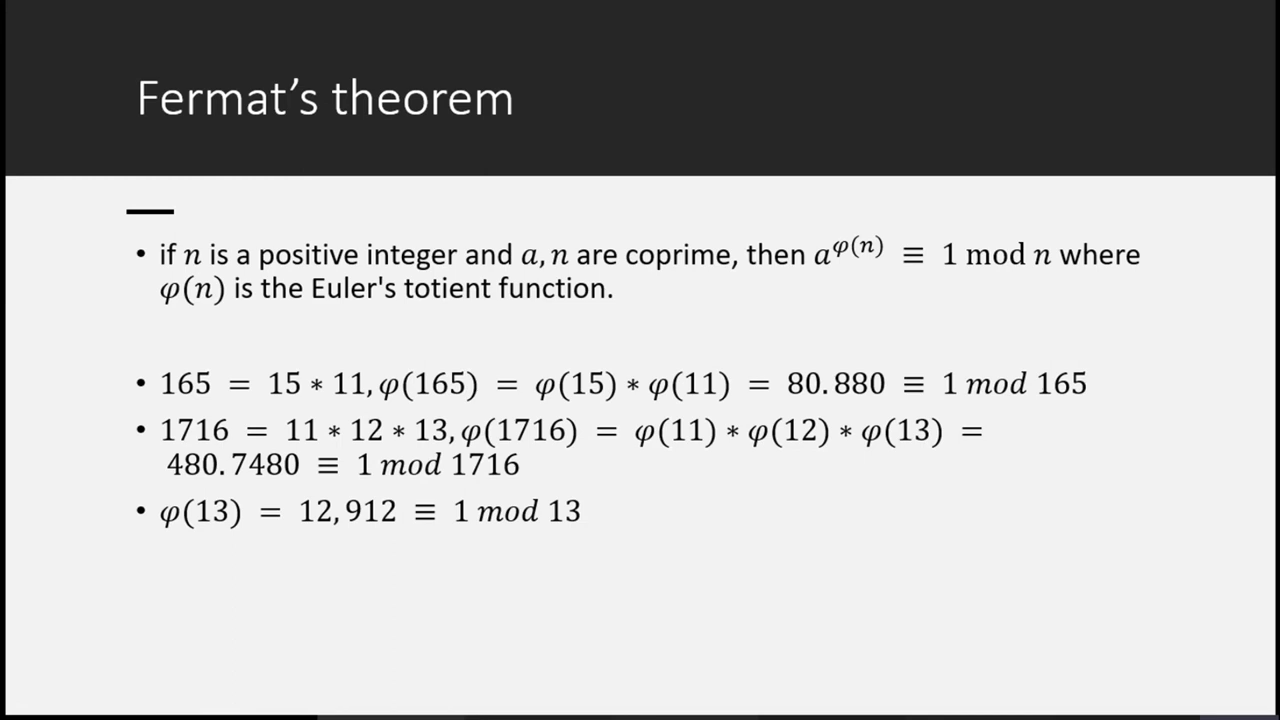 Fermat's theorem
• if n is a positive integer and a, n are coprime, then a^φ(n) ≡ 1 mod n where
φ(n) is the Euler's totient function.
• 165 = 15 * 11, φ(165) = φ(15) * φ(11) = 80.880 ≡ 1 mod 165
• 1716 = 11 * 12 * 13, φ(1716) = φ(11) * φ(12) * φ(13) =
480.7480 ≡ 1 mod 1716
• φ(13) = 12,912 ≡ 1 mod 13